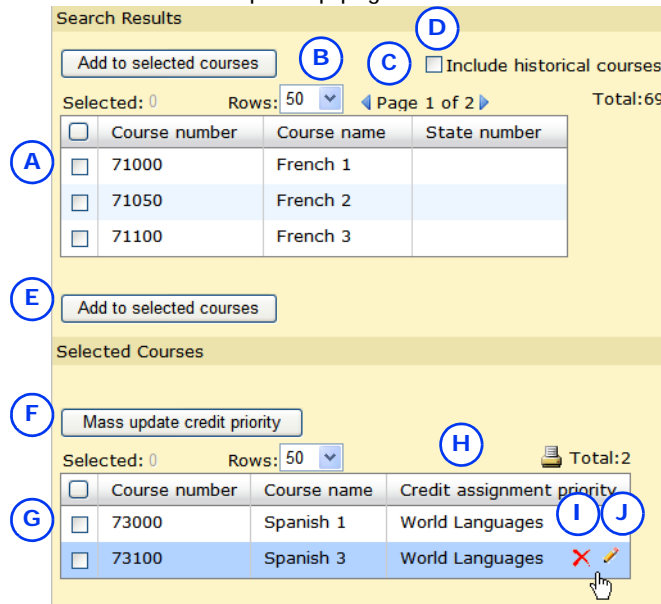 Search Results
D
Add to selected courses B C Include historical courses
Selected: 0 Rows: 50 Page 1 of 2 Total:69
Course number Course name State number
A 71000 French 1
71050 French 2
71100 French 3
E Add to selected courses
Selected Courses
F Mass update credit priority
H
Selected: 0 Rows: 50 Total:2
Course number Course name Credit assignment priority
G 73000 Spanish 1 World Languages I J
73100 Spanish 3 World Languages